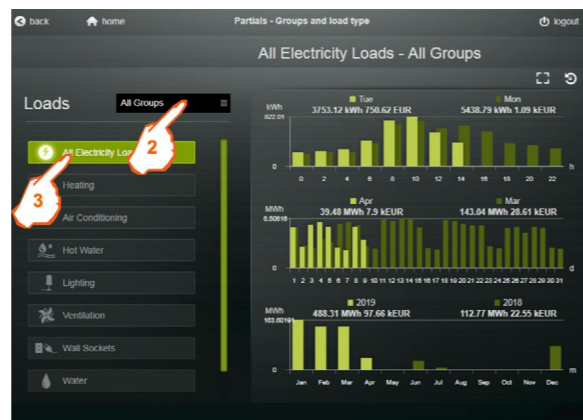 back home Partials - Groups and load type logout
All Electricity Loads - All Groups
Loads All Groups
2
All Electricity Loa
3
Heating
Air Conditioning
Hot Water
Lighting
Ventilation
Wall Sockets
Water
Tue Mon
kWh 3753.12 kWh 750.62 EUR 5438.79 kWh 1.09 kEUR
822.01
0
0 2 4 6 8 10 12 14 16 18 20 22 h
Apr Mar
MWh 39.48 MWh 7.9 kEUR 143.04 MWh 28.61 kEUR
6.50616
0
1 2 3 4 5 6 7 8 9 10 11 12 13 14 15 16 17 18 19 20 21 22 23 24 25 26 27 28 29 30 31 d
2019 2018
MWh 488.31 MWh 97.66 kEUR 112.77 MWh 22.55 kEUR
0
Jan Feb Mar Apr May Jun Jul Aug Sep Oct Nov Dec m